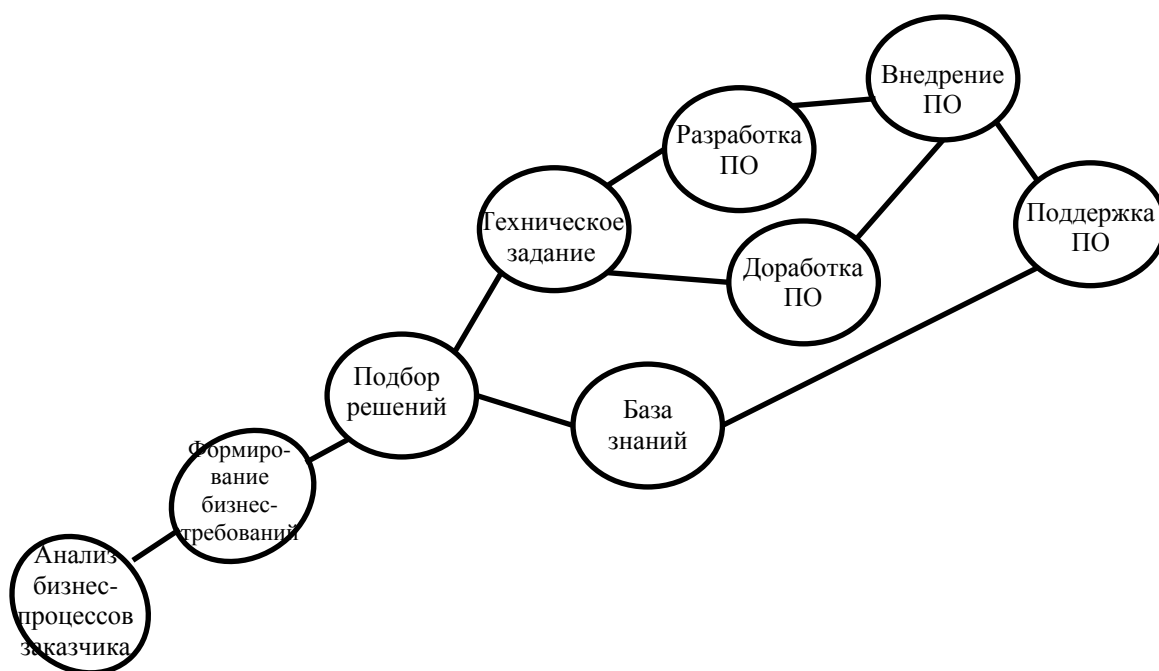 Внедрение
ПО
Разработка
ПО
Поддержка
ПО
Техническое
задание
Доработка
ПО
Подбор
решений
База
знаний
Формиро-
вание
бизнес-
требований
Анализ
бизнес-
процессов
заказчика